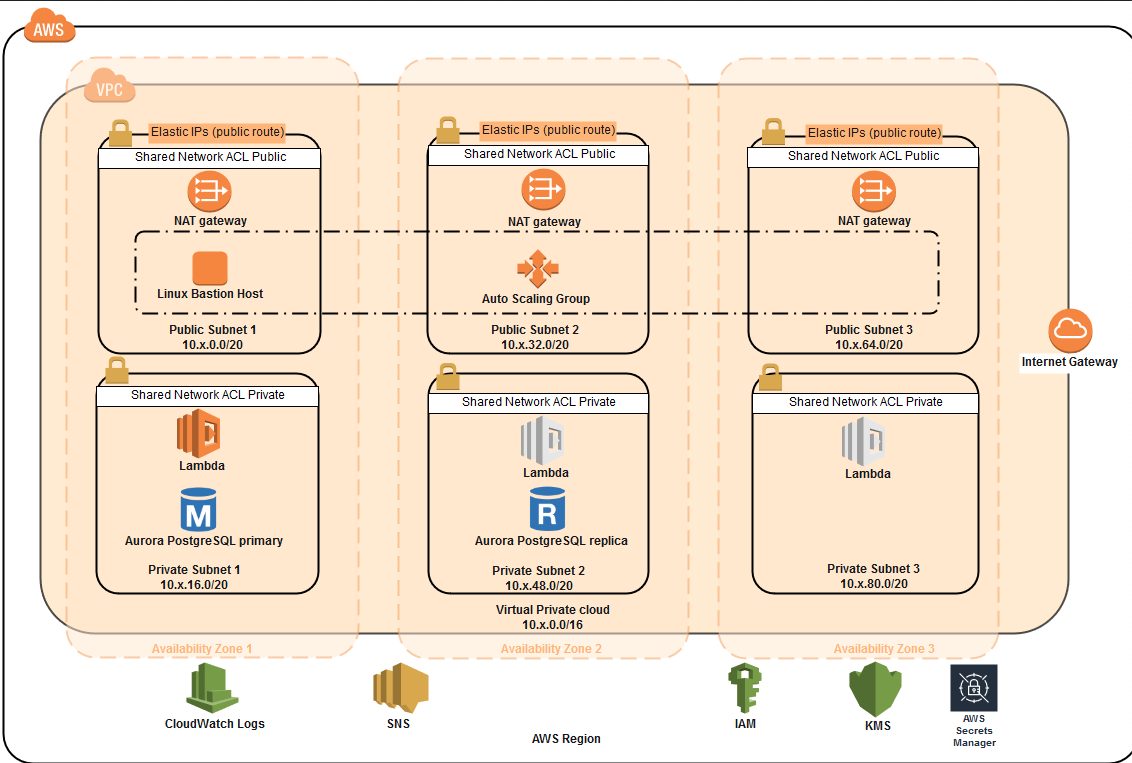 AWS
VPC
Elastic IPs (public route)
Shared Network ACL Public
NAT gateway
Linux Bastion Host
Public Subnet 1
10.x.0.0/20
Elastic IPs (public route)
Shared Network ACL Public
NAT gateway
Auto Scaling Group
Public Subnet 2
10.x.32.0/20
Elastic IPs (public route)
Shared Network ACL Public
NAT gateway
Public Subnet 3
10.x.64.0/20
Internet Gateway
Shared Network ACL Private
Lambda
M
Aurora PostgreSQL primary
Private Subnet 1
10.x.16.0/20
Shared Network ACL Private
Lambda
R
Aurora PostgreSQL replica
Private Subnet 2
10.x.48.0/20
Shared Network ACL Private
Lambda
Private Subnet 3
10.x.80.0/20
Virtual Private cloud
10.x.0.0/16
Availability Zone 1
Availability Zone 2
Availability Zone 3
CloudWatch Logs
SNS
AWS Region
IAM
KMS
AWS
Secrets
Manager